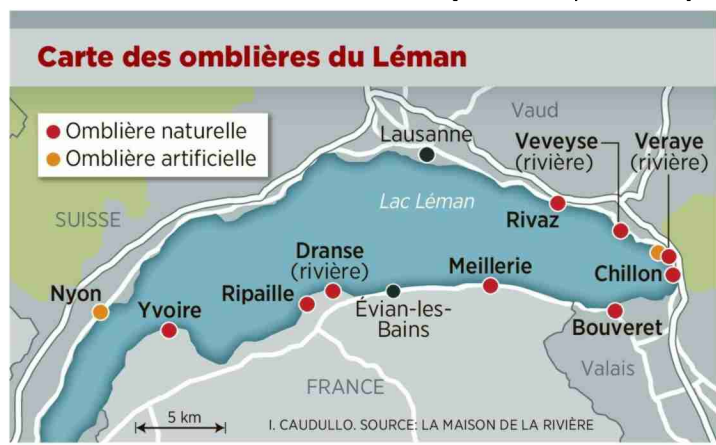 Carte des omblières du Léman
Omblière naturelle
Omblière artificielle
Vaud
Lausanne
Veveyse
(rivière)
Veraye
(rivière)
SUISSE
Lac Léman
Rivaz
Dranse
(rivière)
Meillerie
Chillon
Nyon
Yvoire
Ripaille
Évian-les-
Bains
Bouveret
Valais
FRANCE
5 km
I. CAUDULLO. SOURCE: LA MAISON DE LA RIVIÈRE